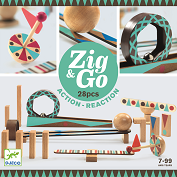 Zig
& Go
ACTION - REACTION
28pcs
DJECO
7-99